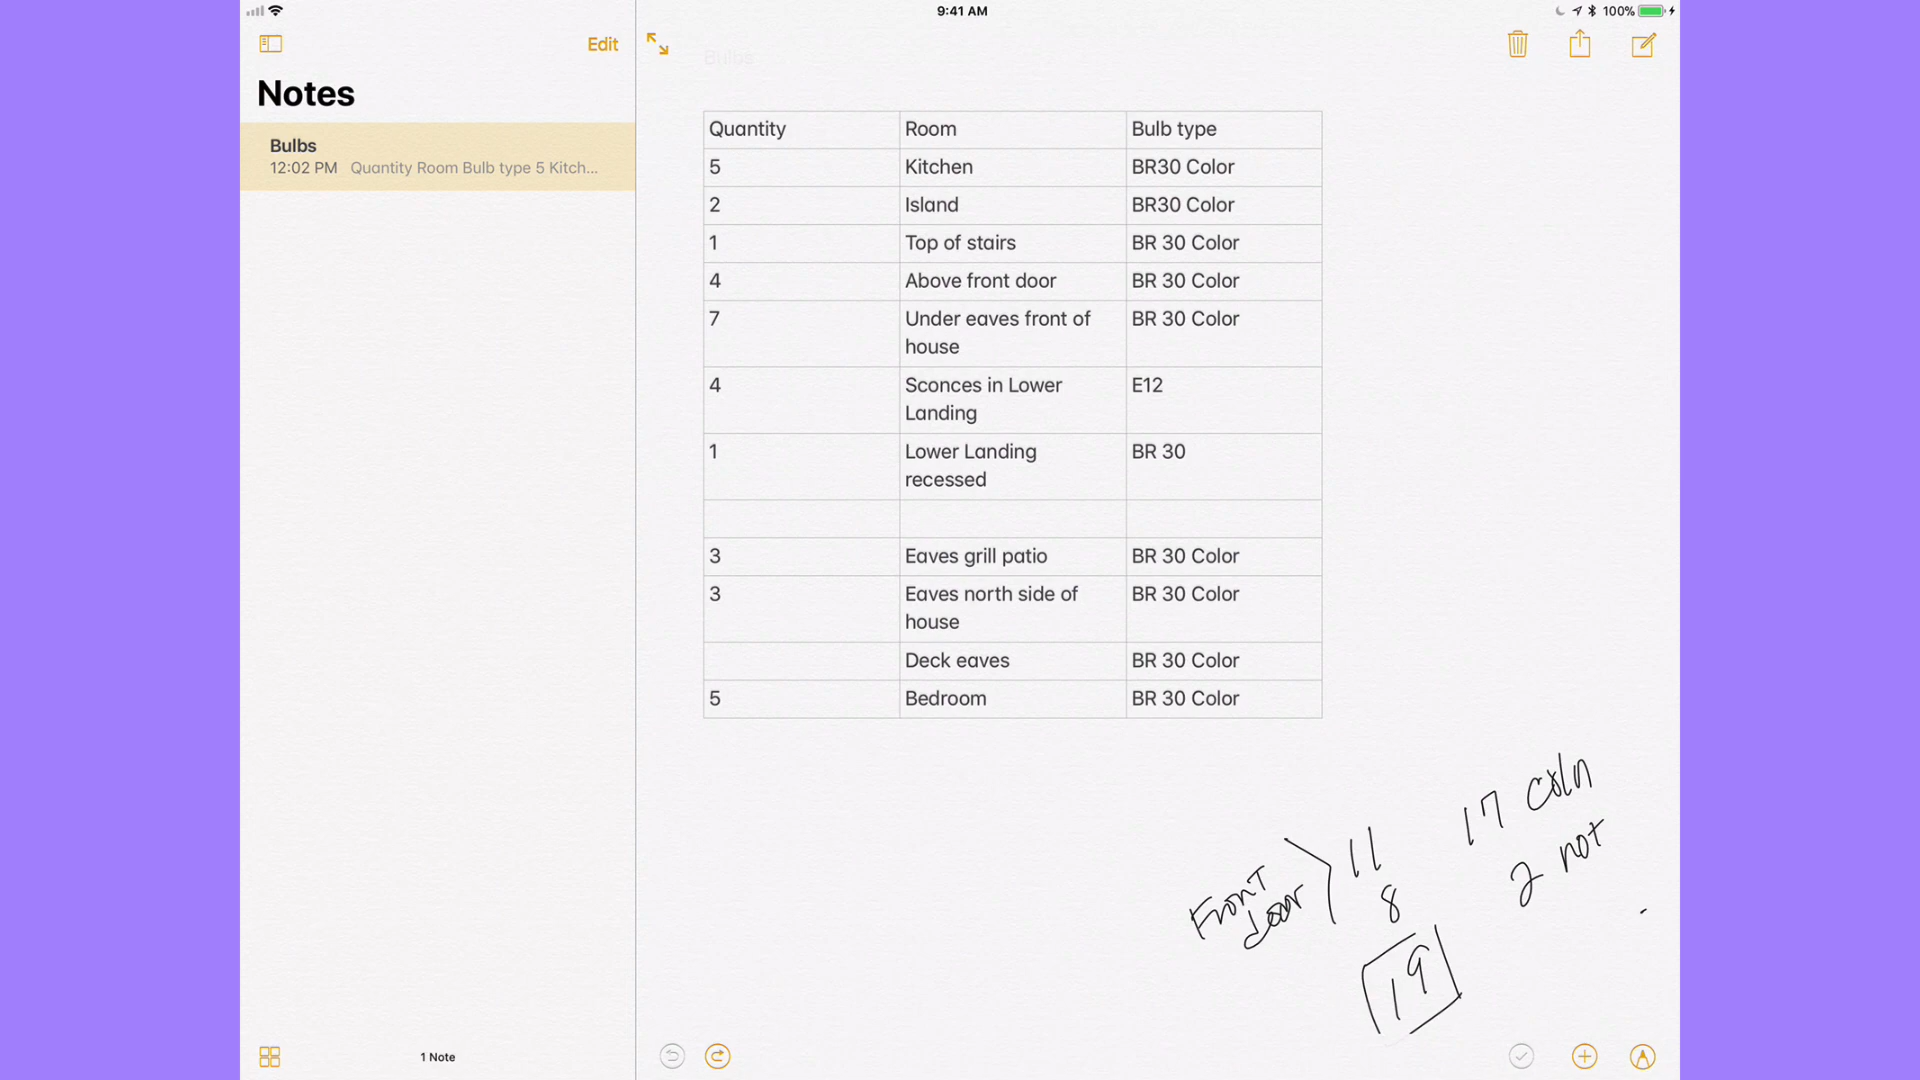 9:41 AM
100%
Edit
Notes
Bulbs
12:02 PM Quantity Room Bulb type 5 Kitch...
1 Note
Bulbs
Quantity Room Bulb type
5 Kitchen BR30 Color
2 Island BR30 Color
1 Top of stairs BR 30 Color
4 Above front door BR 30 Color
7 Under eaves front of BR 30 Color
house
4 Sconces in Lower E12
Landing
1 Lower Landing BR 30
recessed
3 Eaves grill patio BR 30 Color
3 Eaves north side of BR 30 Color
house
Deck eaves BR 30 Color
5 Bedroom BR 30 Color
Front
door
11
8
19
17
2 not